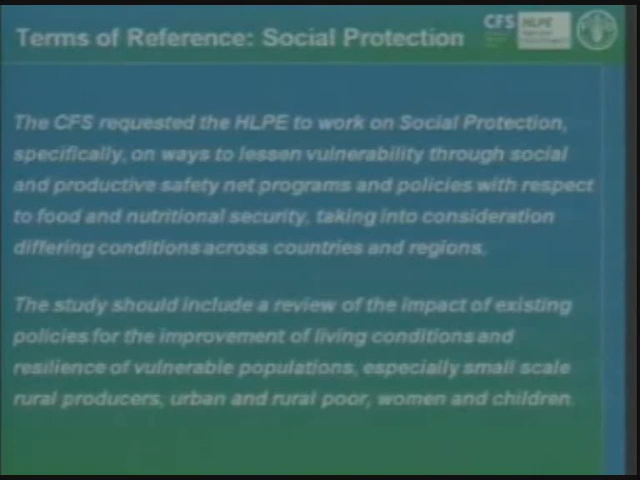 Terms of Reference: Social Protection
CFS
HLPE
The CFS requested the HLPE to work on Social Protection,
specifically, on ways to lessen vulnerability through social
and productive safety net programs and policies with respect
to food and nutritional security, taking into consideration
differing conditions across countries and regions.
The study should include a review of the impact of existing
policies for the improvement of living conditions and
resilience of vulnerable populations, especially small scale
rural producers, urban and rural poor, women and children.